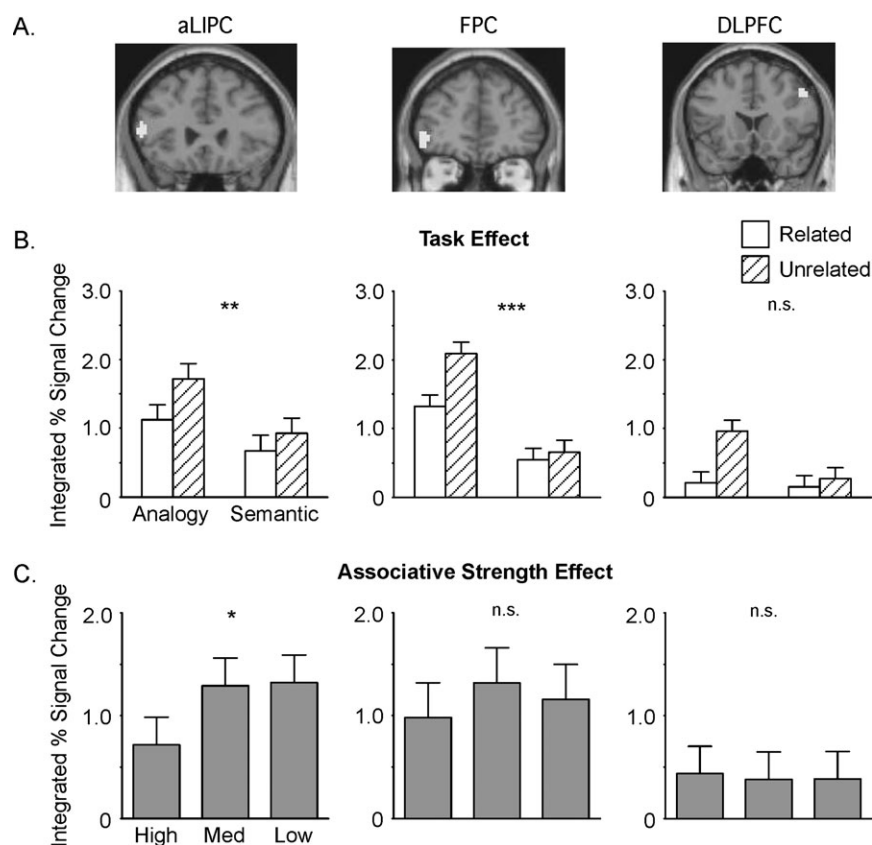 A.
aLIPC FPC DLPFC
B.
Task Effect
Related
Unrelated
Integrated % Signal Change
3.0 3.0 3.0
** *** n.s.
2.0 2.0 2.0
1.0 1.0 1.0
0 0 0
Analogy Semantic
C.
Associative Strength Effect
Integrated % Signal Change
2.0 2.0 2.0
* n.s. n.s.
1.0 1.0 1.0
0 0 0
High Med Low